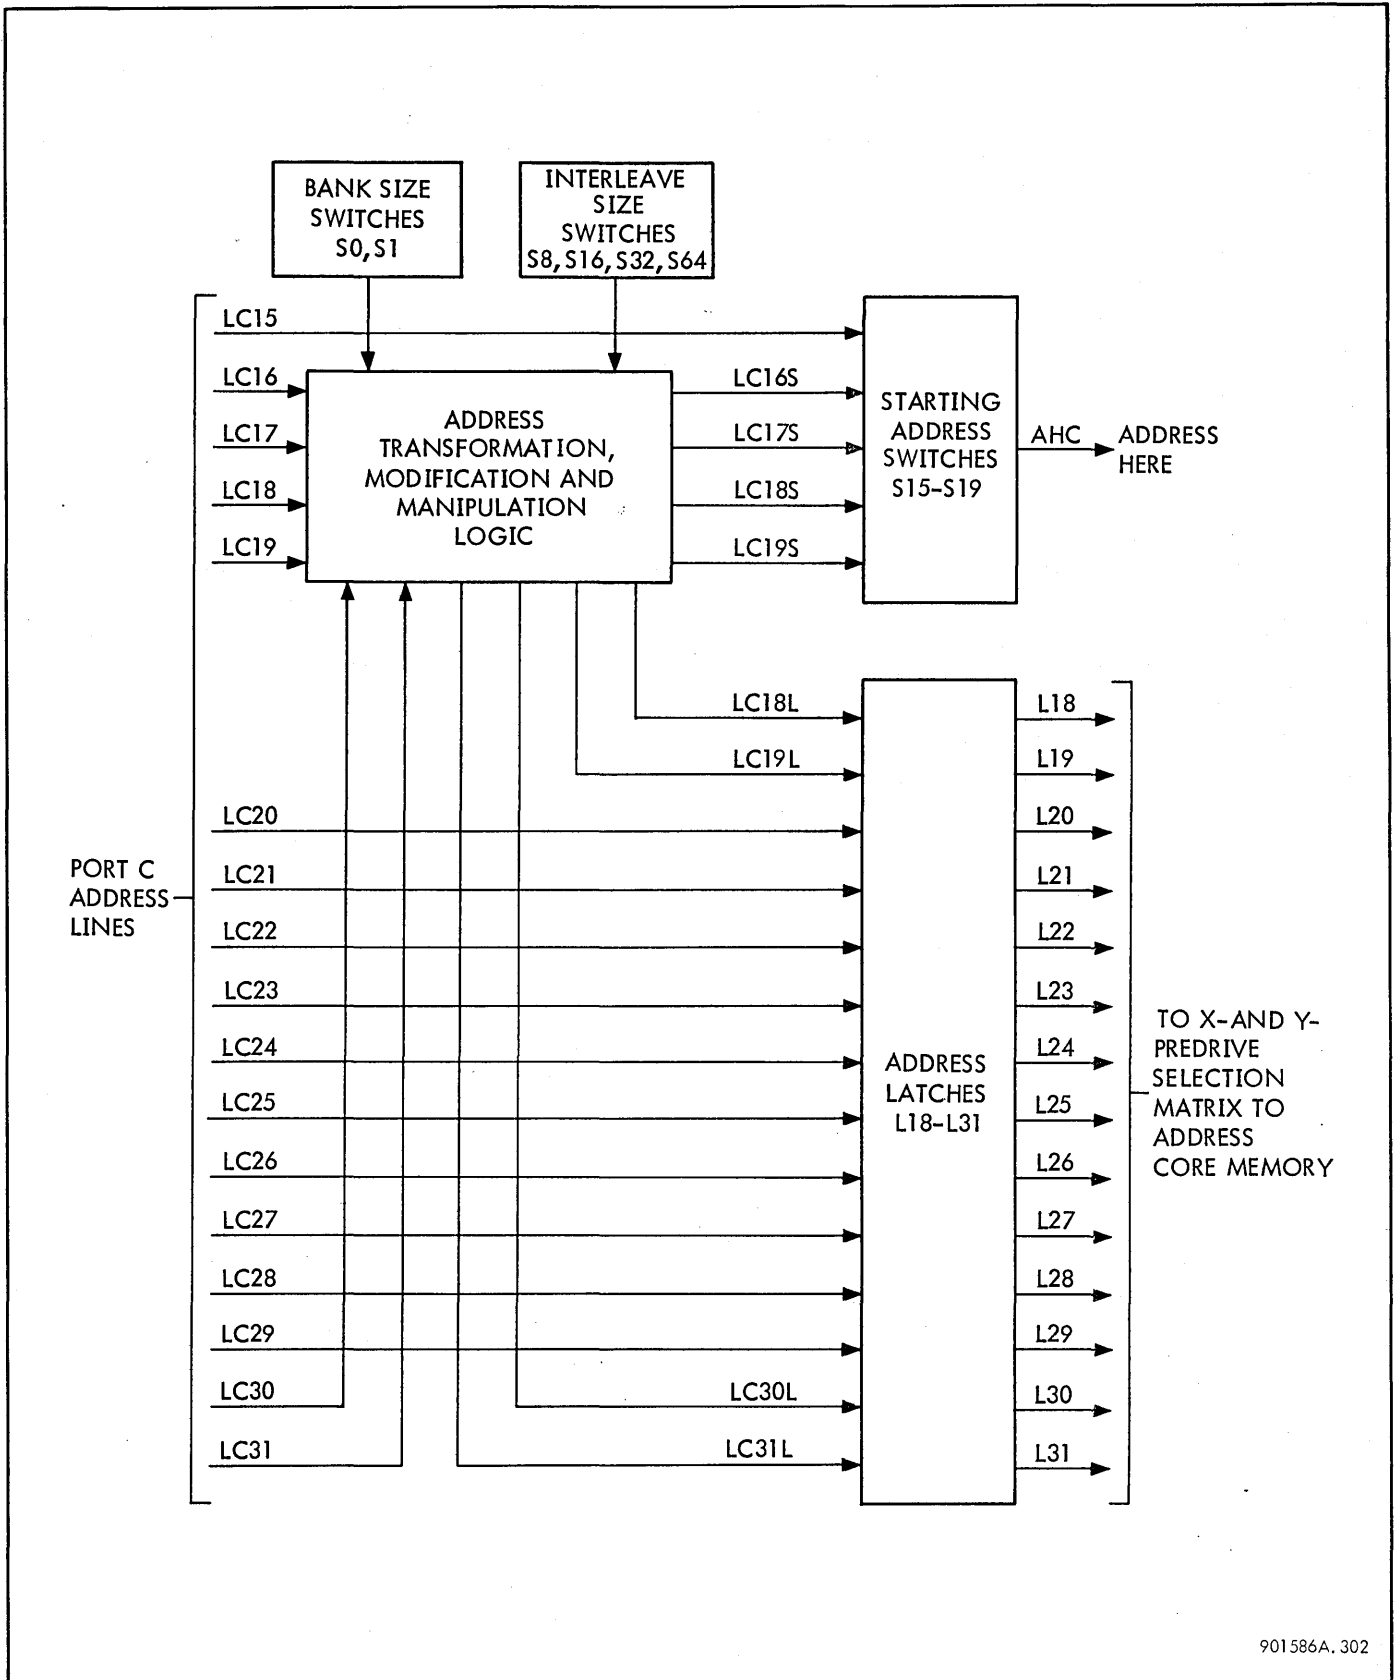 BANK SIZE
SWITCHES
S0, S1
INTERLEAVE
SIZE
SWITCHES
S8, S16, S32, S64
LC15
LC16
LC17
LC18
LC19
ADDRESS
TRANSFORMATION,
MODIFICATION AND
MANIPULATION
LOGIC
LC16S
LC17S
LC18S
LC19S
STARTING
ADDRESS
SWITCHES
S15-S19
AHC
ADDRESS
HERE
PORT C
ADDRESS
LINES
LC20
LC21
LC22
LC23
LC24
LC25
LC26
LC27
LC28
LC29
LC30
LC31
LC18L
LC19L
LC30L
LC31L
ADDRESS
LATCHES
L18-L31
L18
L19
L20
L21
L22
L23
L24
L25
L26
L27
L28
L29
L30
L31
TO X-AND Y-
PREDRIVE
SELECTION
MATRIX TO
ADDRESS
CORE MEMORY
901586A. 302